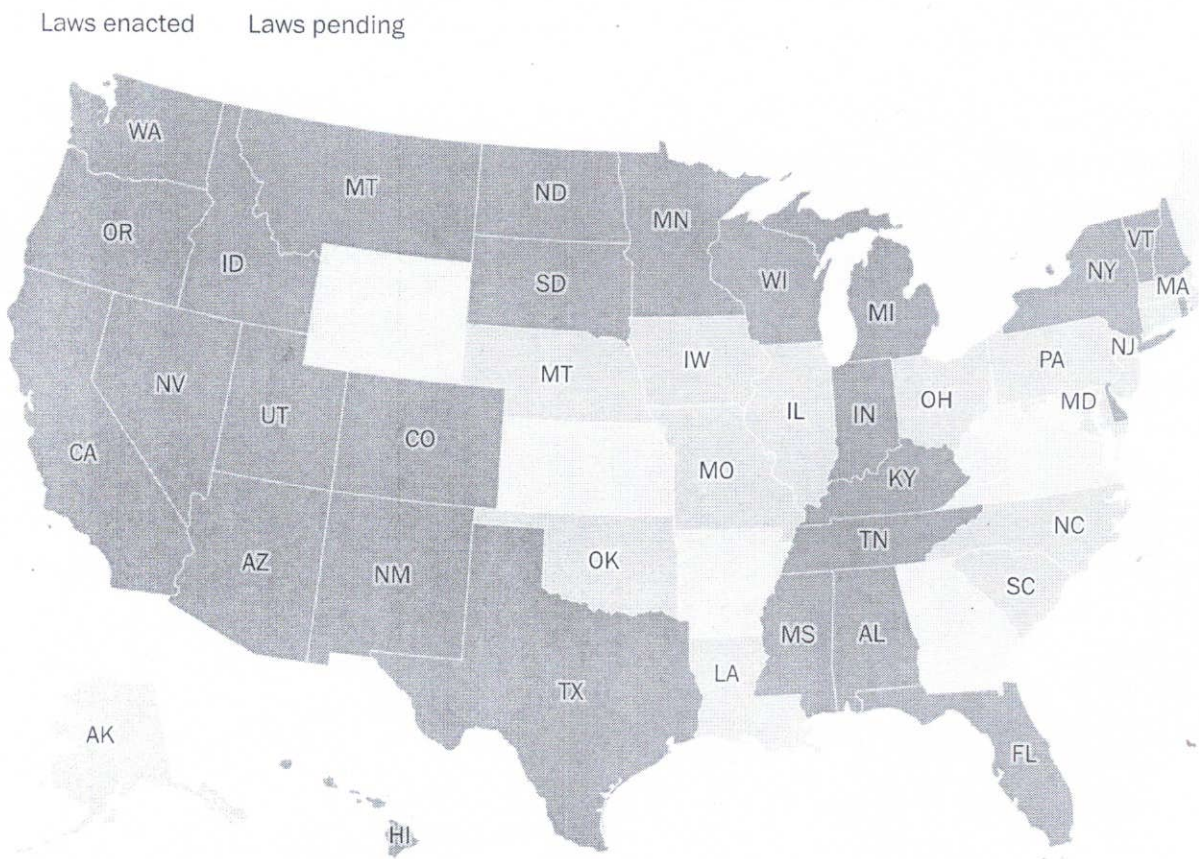 Laws enacted Laws pending
WA
MT
ND
MN
OR
ID
SD
WI
MI
NY
VT
MA
NV
UT
CO
MT
IW
IL
IN
OH
PA
NJ
MD
CA
MO
KY
AZ
NM
OK
TN
NC
SC
MS
AL
TX
LA
FL
AK
HI